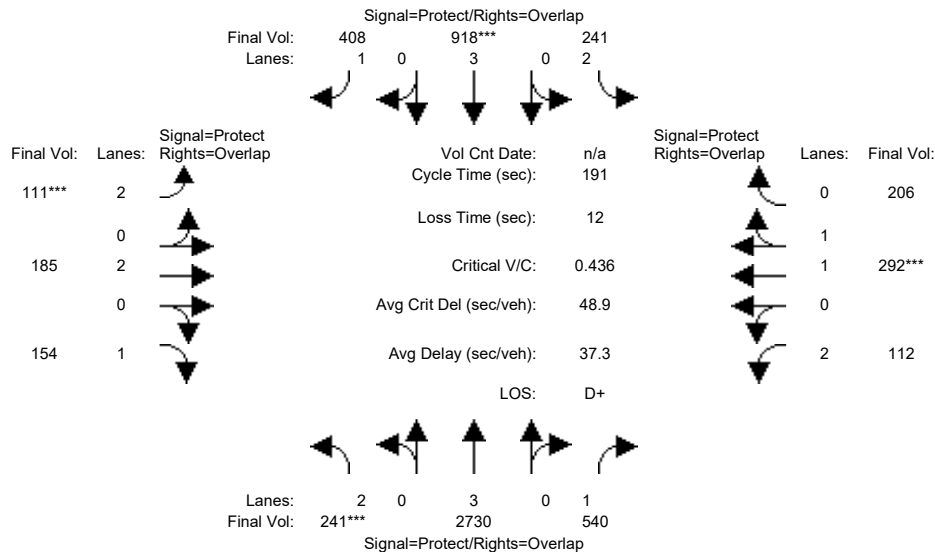 Signal=Protect/Rights=Overlap
Final Vol: 408 918*** 241
Lanes: 1 0 3 0 2
Signal=Protect
Final Vol: Lanes: Rights=Overlap
Vol Cnt Date: n/a
Signal=Protect
Rights=Overlap Lanes: Final Vol:
Cycle Time (sec): 191
111*** 2
0 206
Loss Time (sec): 12
0
1
185 2
Critical V/C: 0.436
1 292***
0
Avg Crit Del (sec/veh): 48.9
0
154 1
Avg Delay (sec/veh): 37.3
2 112
LOS: D+
Lanes: 2 0 3 0 1
Final Vol: 241*** 2730 540
Signal=Protect/Rights=Overlap